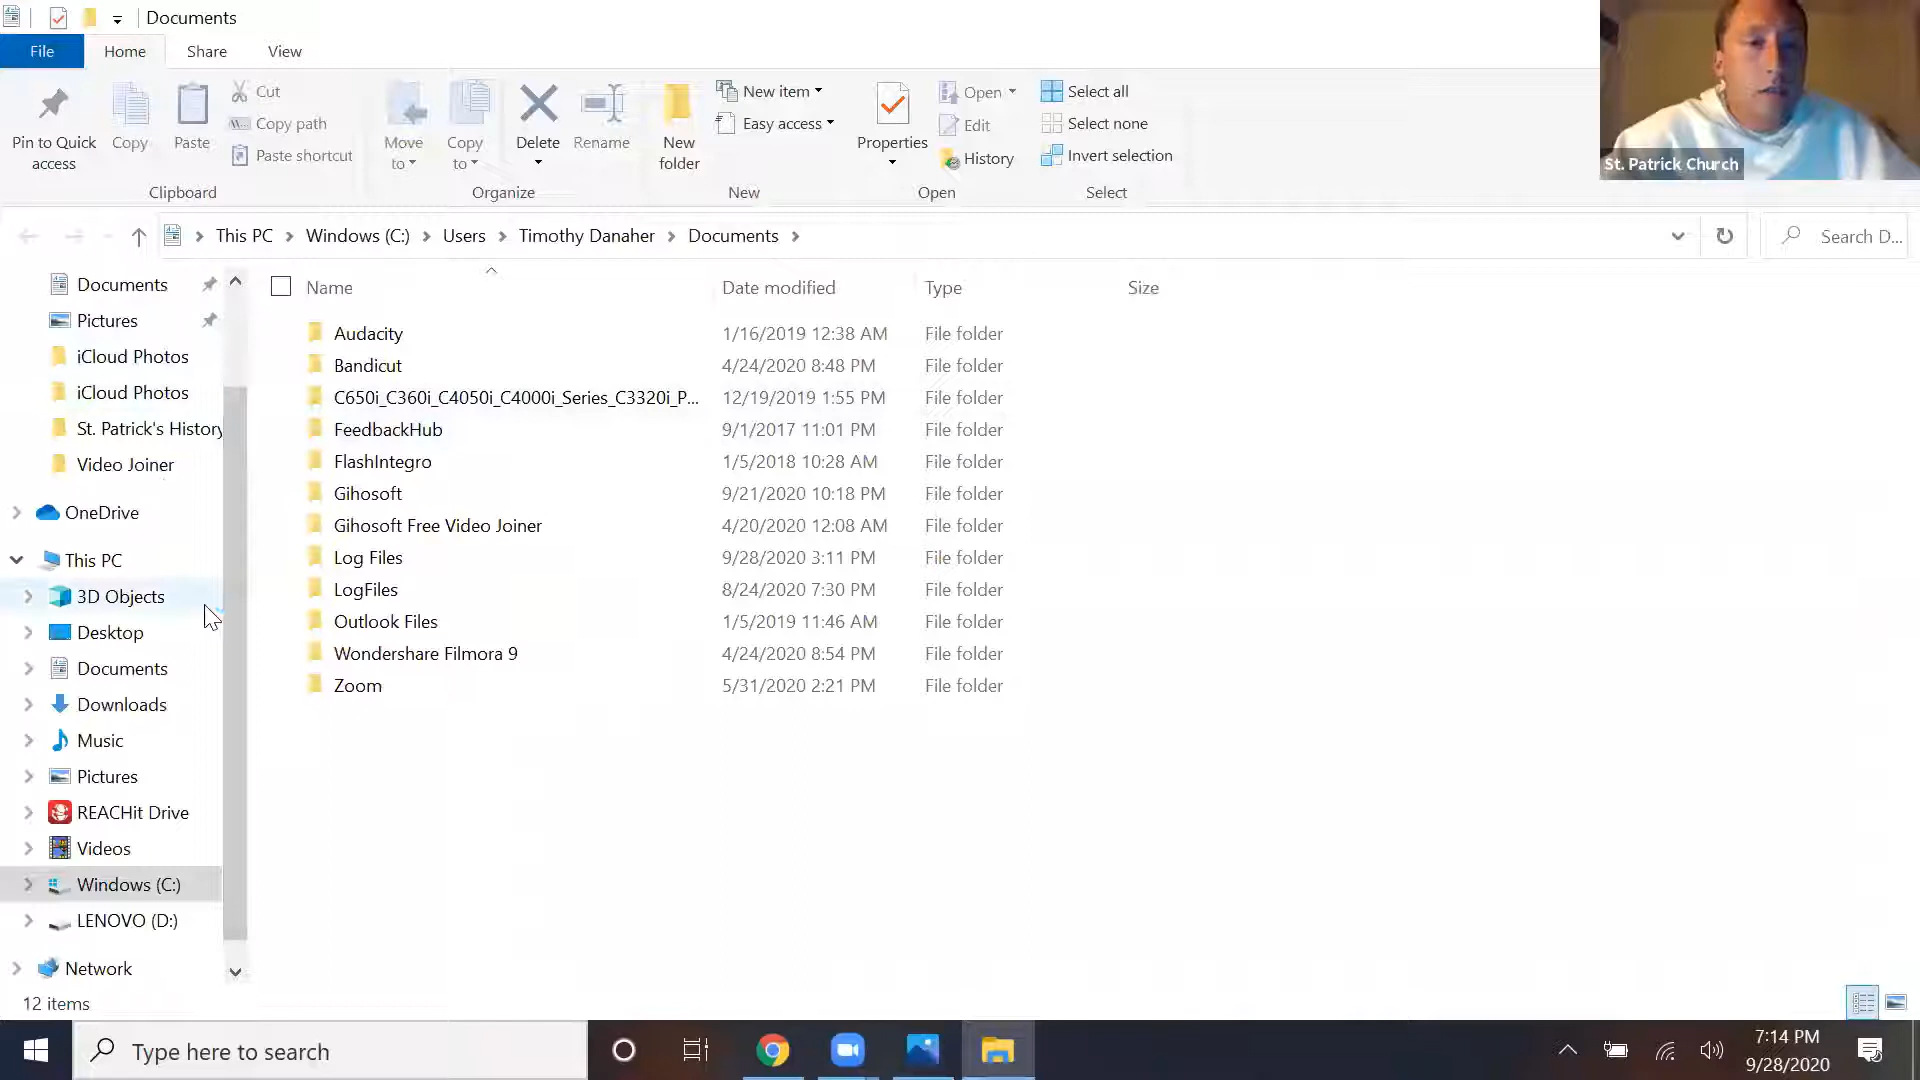 Documents
File Home Share View
Pin to Quick access
Copy
Paste
Cut
Copy path
Paste shortcut
Clipboard
Move to
Copy to
Delete
Rename
Organize
New folder
New item
Easy access
New
Properties
Open
Edit
History
Open
Select all
Select none
Invert selection
Select
St. Patrick Church
This PC Windows (C:) Users Timothy Danaher Documents
Search D...
Documents
Pictures
iCloud Photos
iCloud Photos
St. Patrick's History
Video Joiner
OneDrive
This PC
3D Objects
Desktop
Documents
Downloads
Music
Pictures
REACHit Drive
Videos
Windows (C:)
LENOVO (D:)
Network
Name Date modified Type Size
Audacity 1/16/2019 12:38 AM File folder
Bandicut 4/24/2020 8:48 PM File folder
C650i_C360i_C4050i_C4000i_Series_C3320i_P... 12/19/2019 1:55 PM File folder
FeedbackHub 9/1/2017 11:01 PM File folder
FlashIntegro 1/5/2018 10:28 AM File folder
Gihosoft 9/21/2020 10:18 PM File folder
Gihosoft Free Video Joiner 4/20/2020 12:08 AM File folder
Log Files 9/28/2020 3:11 PM File folder
LogFiles 8/24/2020 7:30 PM File folder
Outlook Files 1/5/2019 11:46 AM File folder
Wondershare Filmora 9 4/24/2020 8:54 PM File folder
Zoom 5/31/2020 2:21 PM File folder
12 items
Type here to search
7:14 PM
9/28/2020